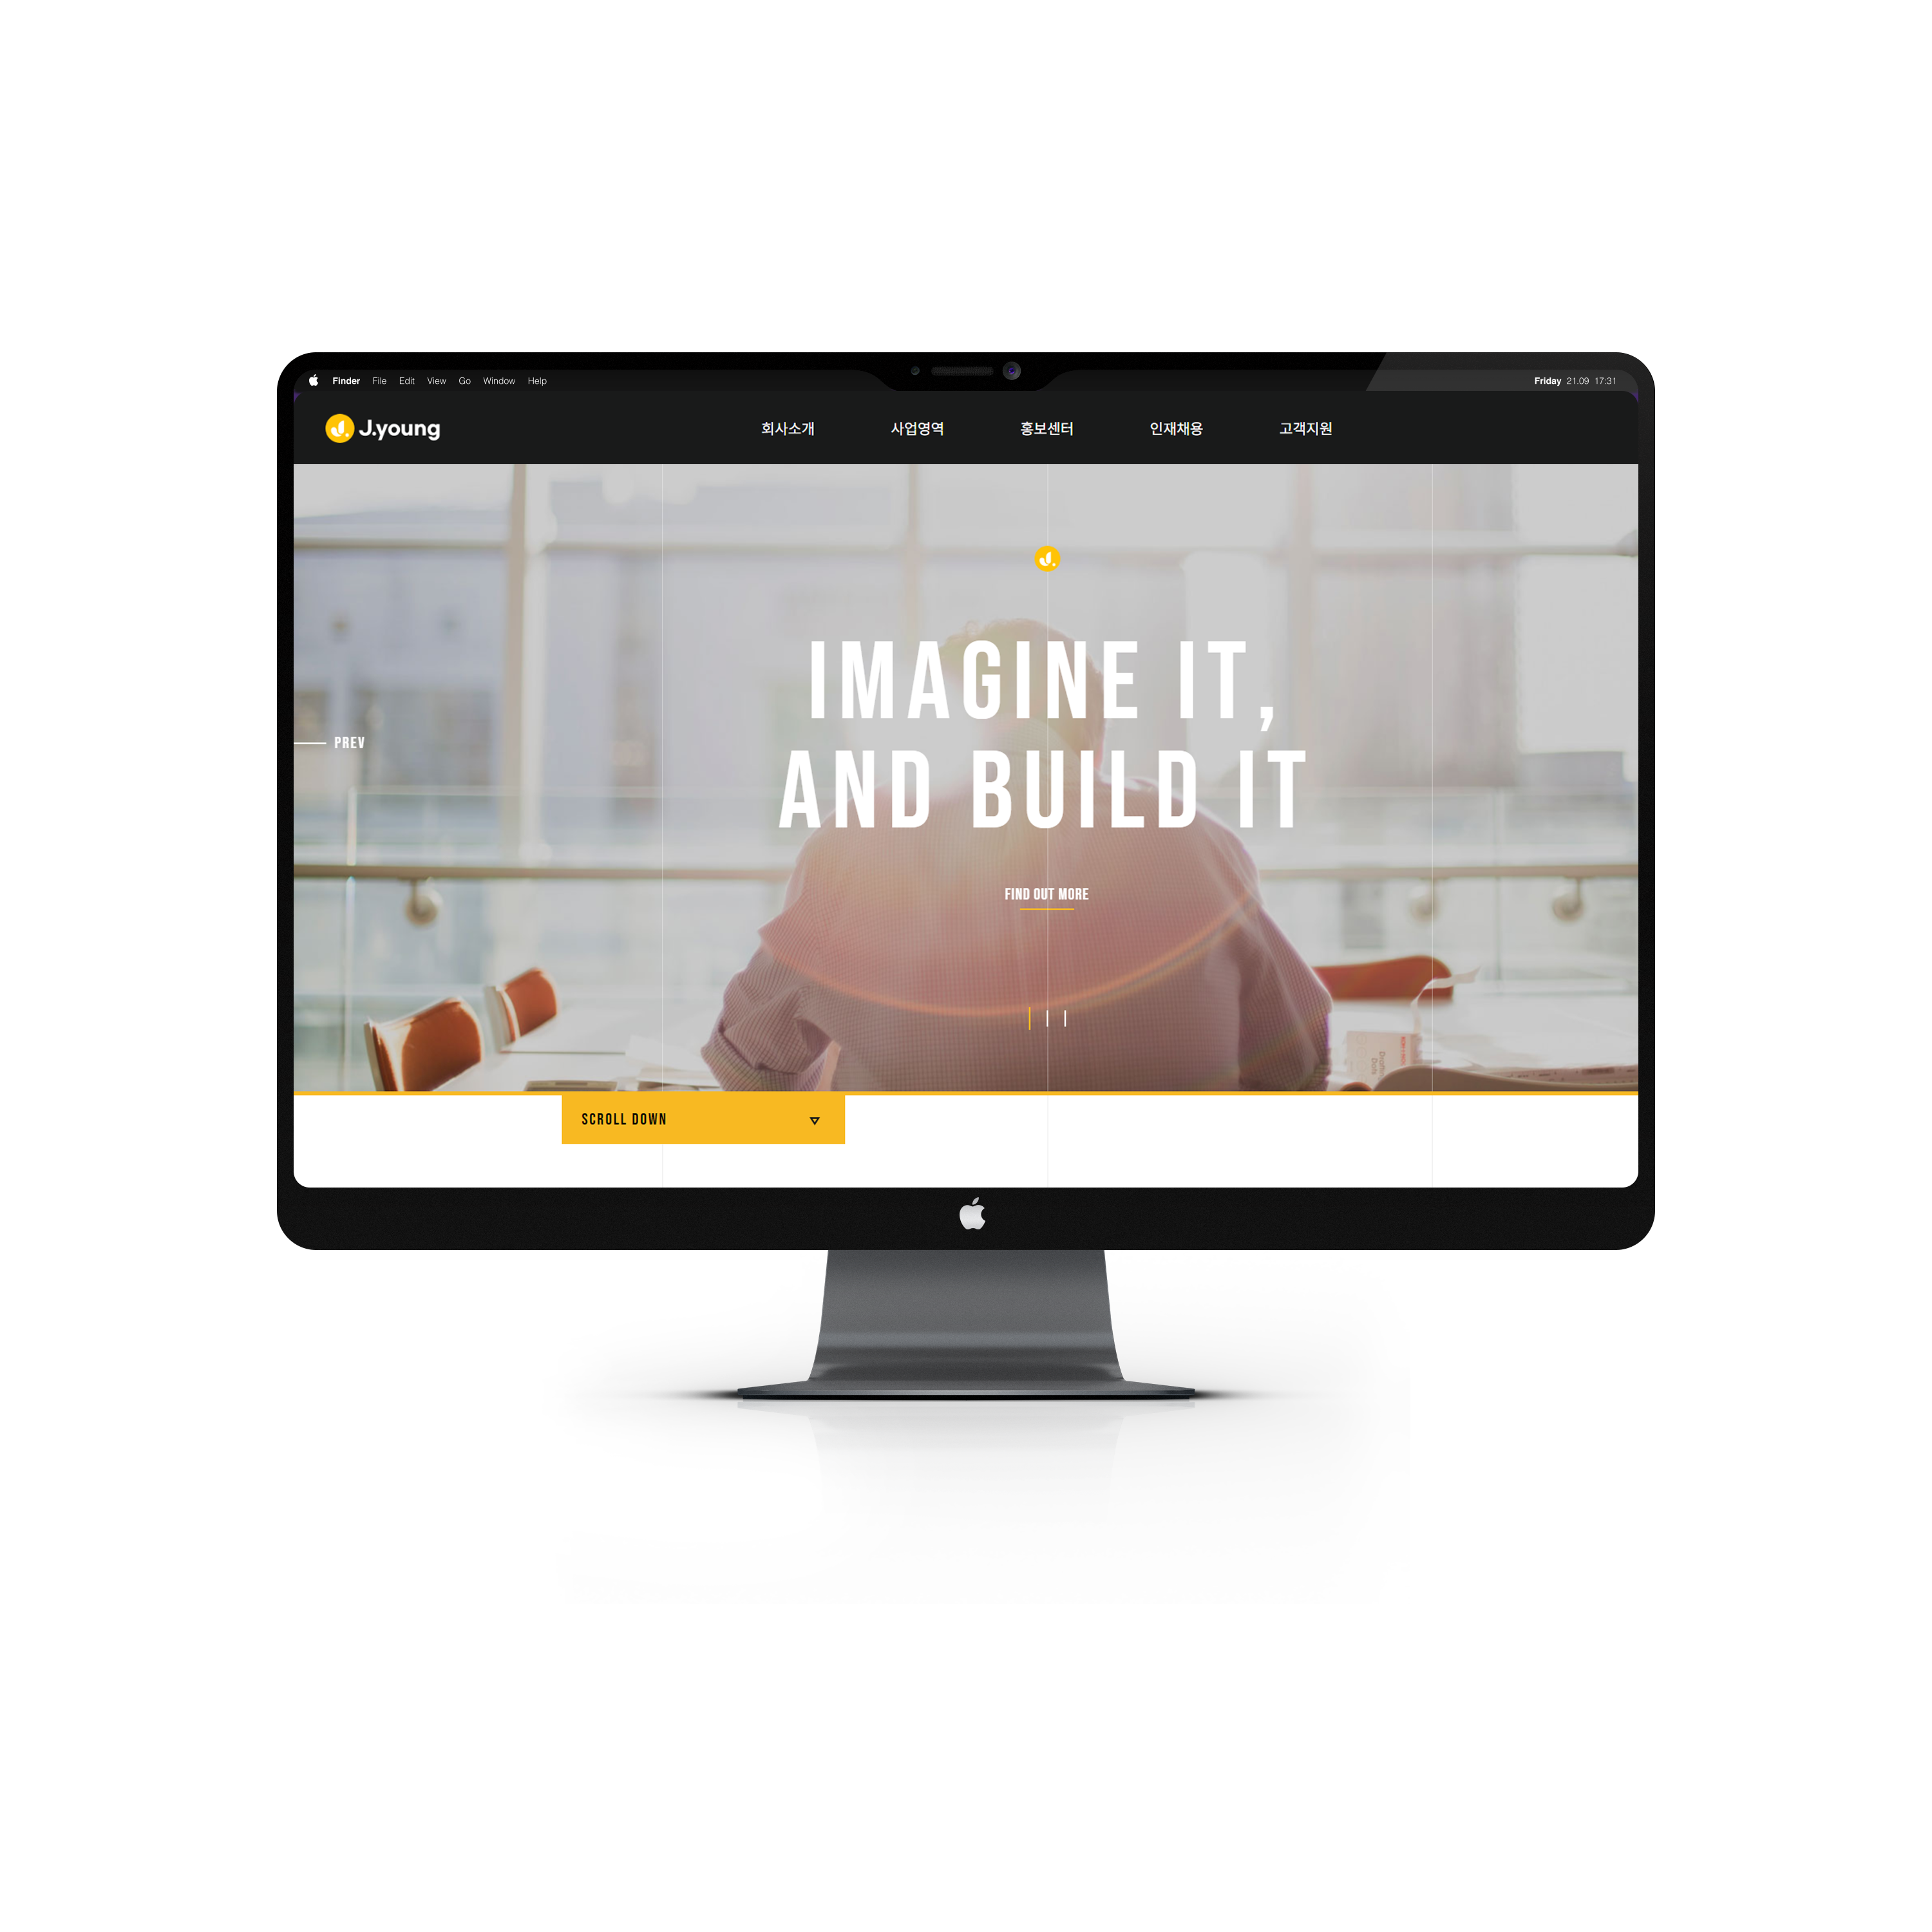 Finder File Edit View Go Window Help
Friday 21.09 17:31
J.young
회사소개 사업영역 홍보센터 인재채용 고객지원
IMAGINE IT,
AND BUILD IT
PREV
FIND OUT MORE
SCROLL DOWN